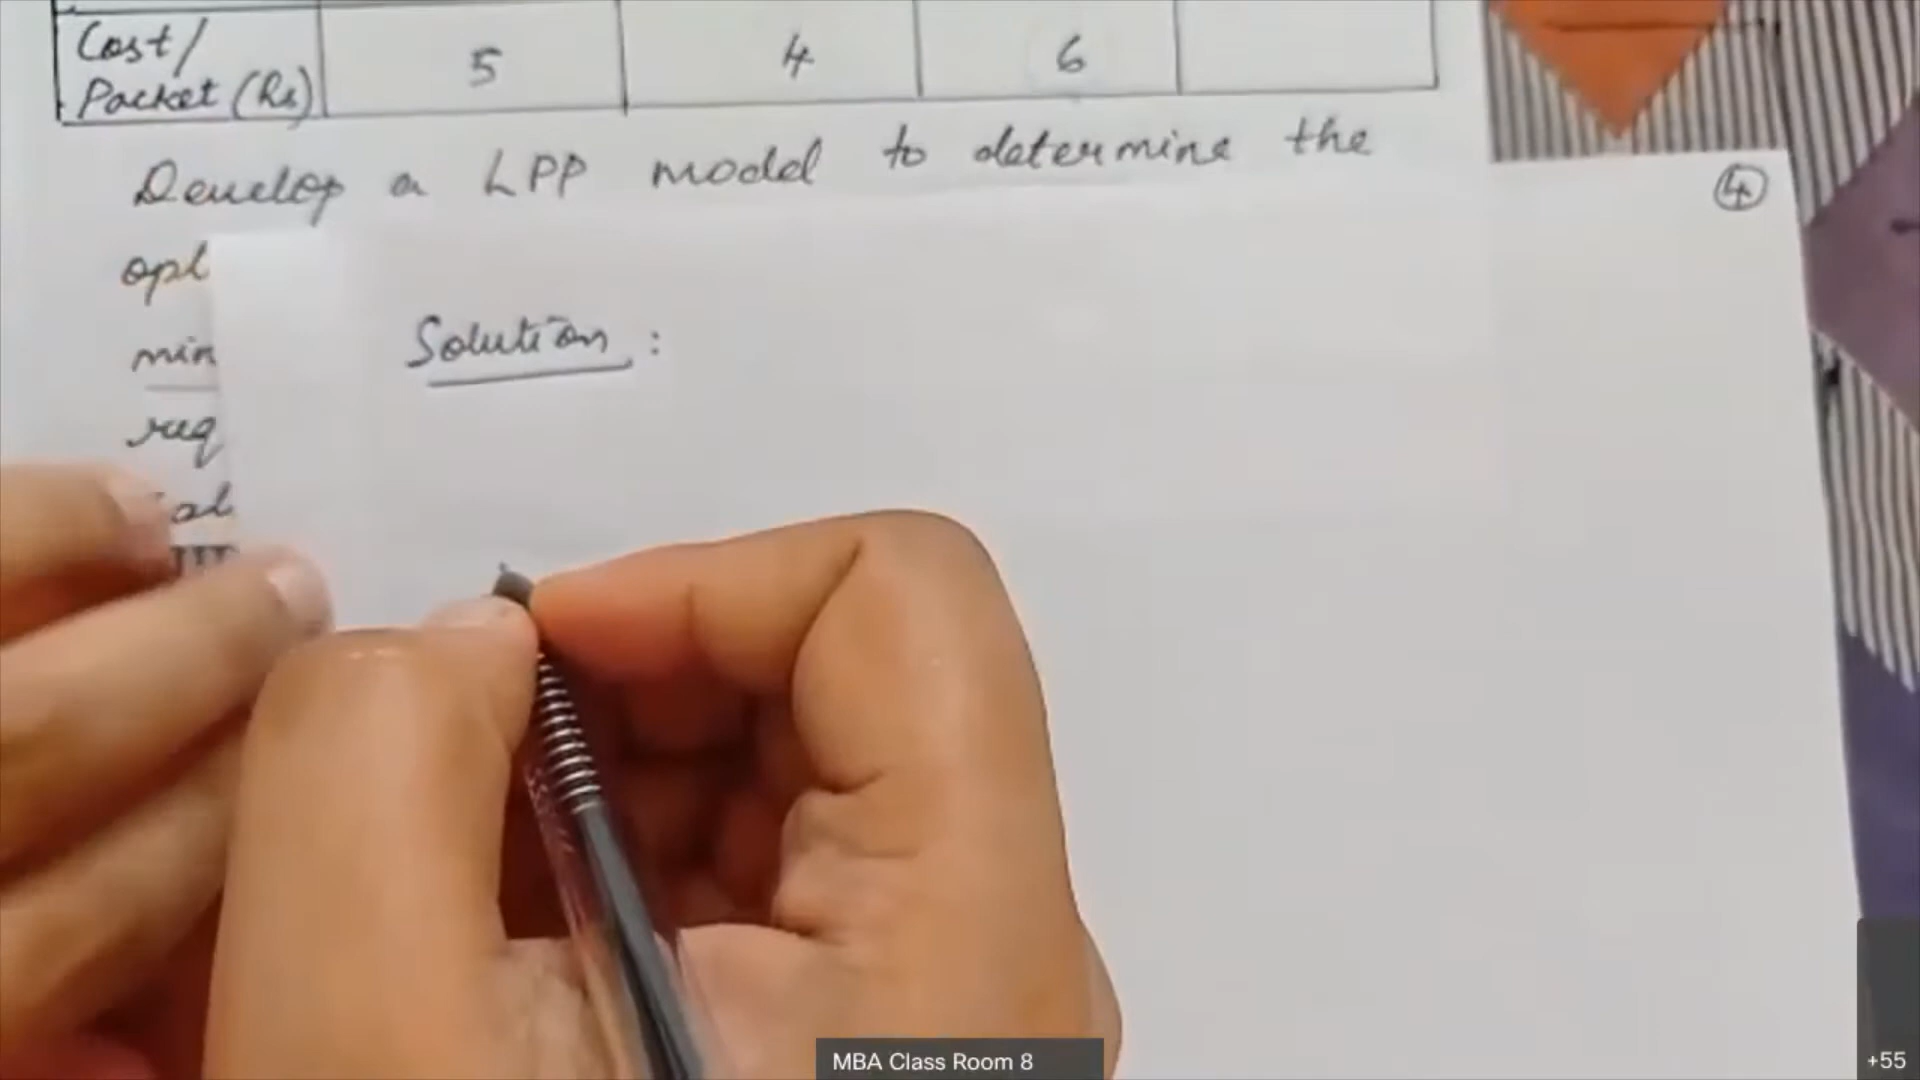 Cost/
Packet (Rs)
5
4
6
Develop a LPP model to determine the
④
opt
Solution :
min
req
al
MBA Class Room 8
+55